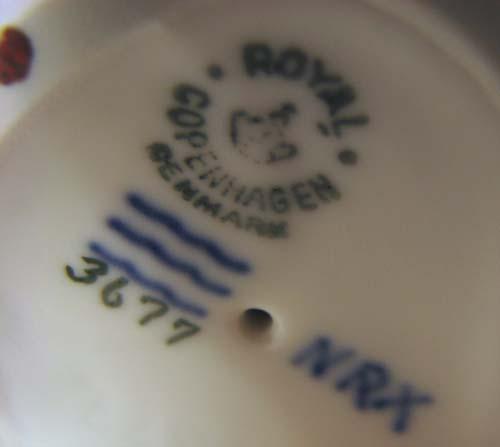 ROYAL
COPENHAGEN
DENMARK
3677
NRX